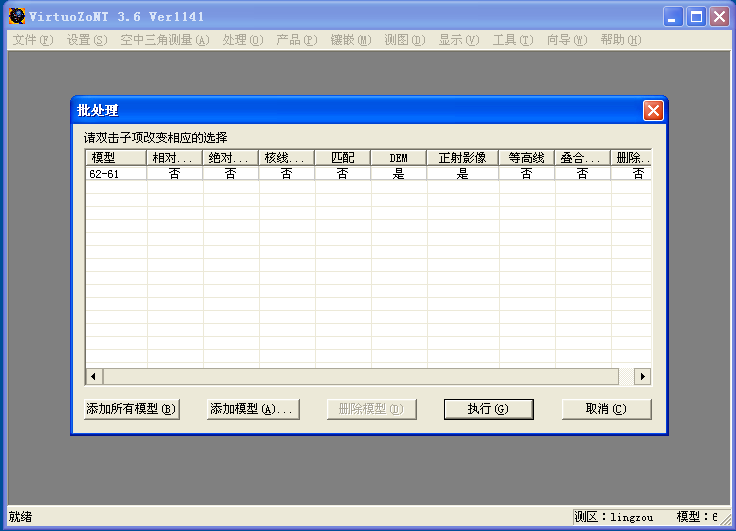 VirtuoZoNT 3.6 Ver1141
文件(F) 设置(S) 空中三角测量(A) 处理(O) 产品(P) 镶嵌(M) 测图(D) 显示(V) 工具(T) 向导(W) 帮助(H)
批处理
请双击子项改变相应的选择
模型 相对... 绝对... 核线... 匹配 DEM 正射影像 等高线 叠合... 删除..
62-61 否 否 否 否 是 是 否 否 否
添加所有模型(B) 添加模型(A)... 删除模型(D) 执行(G) 取消(C)
就绪 测区：lingzou 模型：6